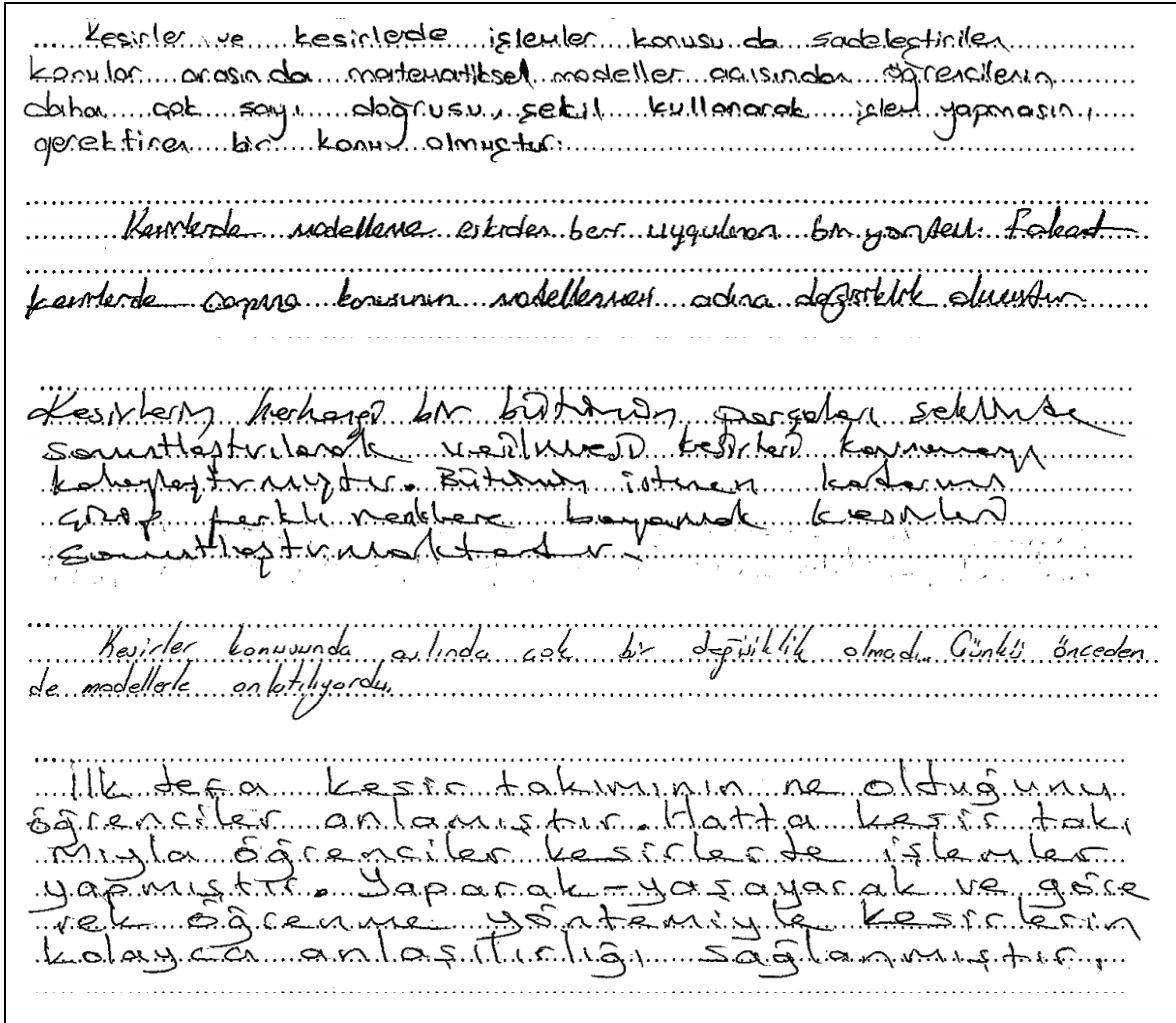 Kesirler ve kesirlerde işlemler konusu da sadeleştirilen
konular arasında matematiksel modeller açısından öğrencilerin
daha çok sayı doğrusu, şekil kullanarak işlem yapmasını
gerektiren bir konu olmuştur.
Kesirlerde modelleme eskiden beri uygulanan bir yöntem. Fakat
kesirlerde çarpma konusunun modellenmesi adına değişiklik olmuştur.
Kesirlerin herhangi bir bütünün parçaları şeklinde
somutlaştırılarak verilmesi kesirleri kavramayı
kolaylaştırmıştır. Bütünün istenen kadarını
çizip farklı renklere boyamak kesirleri
somutlaştırmaktadır.
Kesirler konusunda aslında çok bir değişiklik olmadı. Çünkü önceden
de modellerle anlatılıyordu.
İlk defa kesir takımının ne olduğunu
öğrenciler anlamıştır. Hatta kesir takı
mıyla öğrenciler kesirlerde işlemler
yapmıştır. Yaparak-yaşayarak ve göre
rek öğrenme yöntemiyle kesirlerin
kolayca anlaşılırlığı sağlanmıştır.